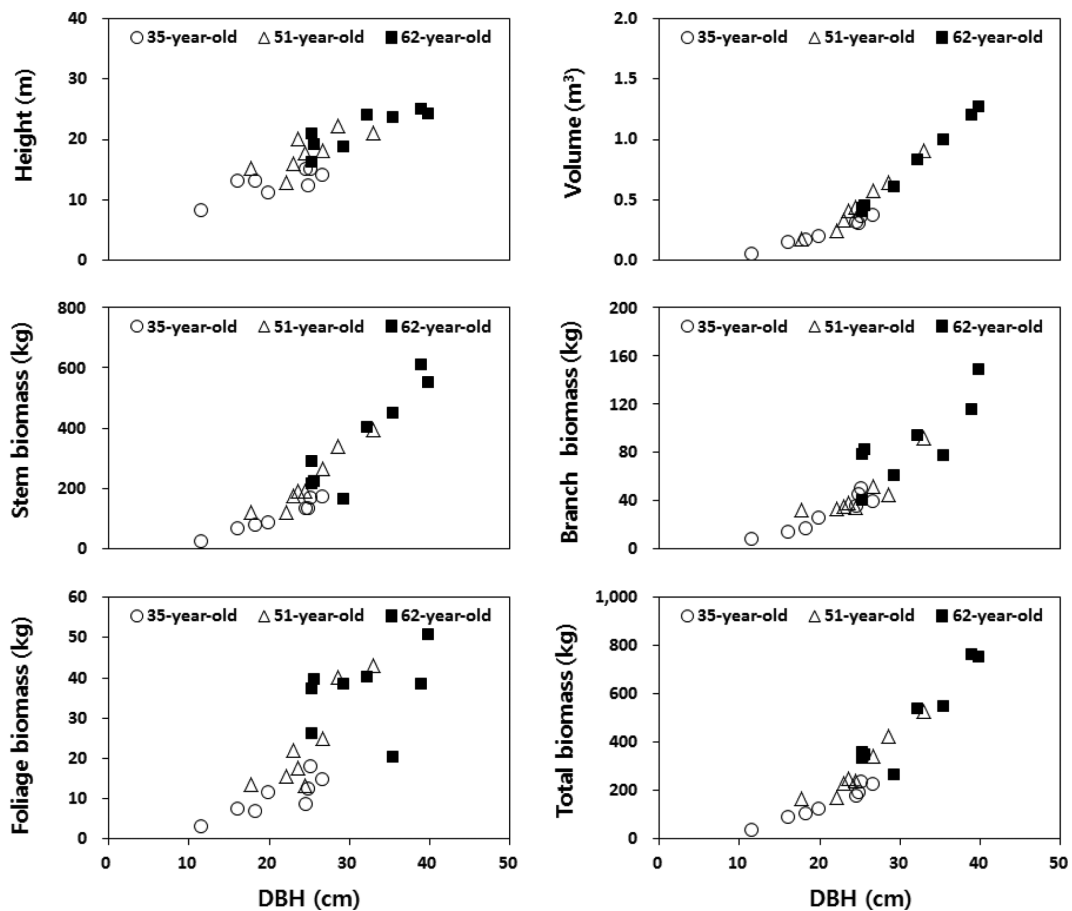 Height (m)
40
30
20
10
0
35-year-old 51-year-old 62-year-old
Volume (m³)
2.0
1.5
1.0
0.5
0.0
35-year-old 51-year-old 62-year-old
Stem biomass (kg)
800
600
400
200
0
35-year-old 51-year-old 62-year-old
Branch biomass (kg)
200
160
120
80
40
0
35-year-old 51-year-old 62-year-old
Foliage biomass (kg)
60
50
40
30
20
10
0
35-year-old 51-year-old 62-year-old
0 10 20 30 40 50
DBH (cm)
Total biomass (kg)
1,000
800
600
400
200
0
35-year-old 51-year-old 62-year-old
0 10 20 30 40 50
DBH (cm)